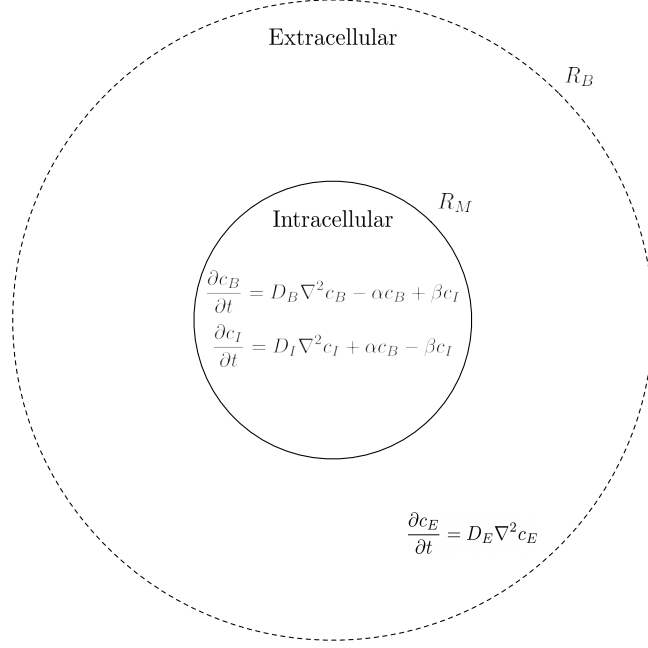 Extracellular
R_B
R_M
Intracellular
∂c_B/∂t = D_B∇²c_B − αc_B + βc_I
∂c_I/∂t = D_I∇²c_I + αc_B − βc_I
∂c_E/∂t = D_E∇²c_E